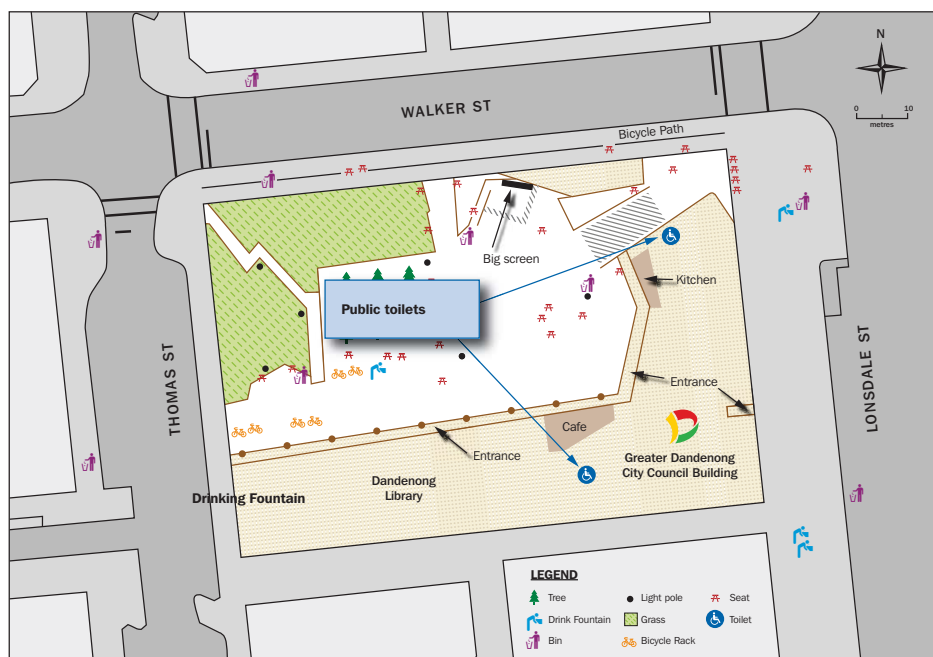 N
0 10
metres
WALKER ST
Bicycle Path
Big screen
Public toilets
Kitchen
THOMAS ST
LONSDALE ST
Entrance
Cafe
Entrance
Greater Dandenong
City Council Building
Dandenong
Library
Drinking Fountain
LEGEND
Tree
Light pole
Seat
Drink Fountain
Grass
Toilet
Bin
Bicycle Rack